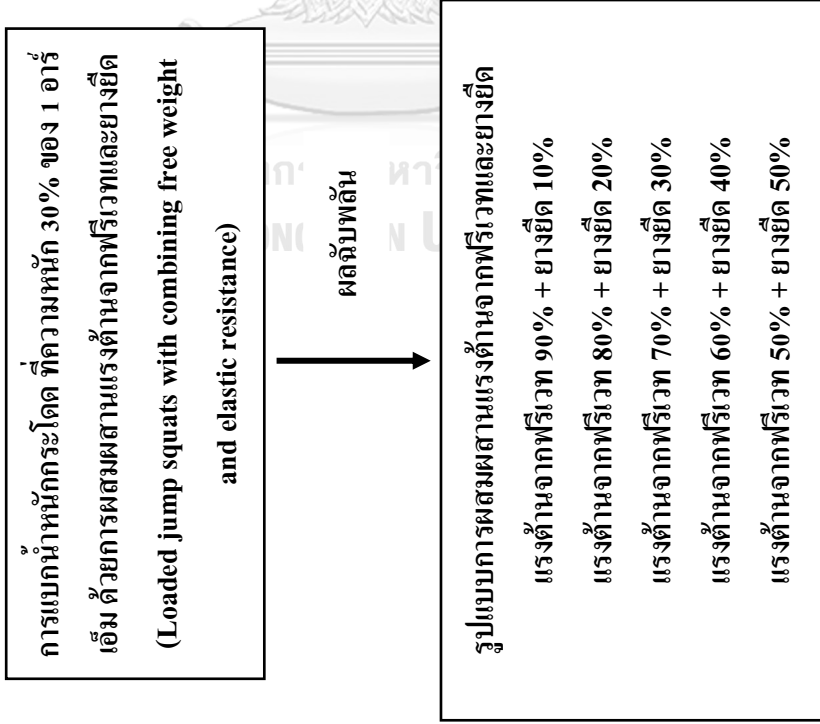 การแบกน้ำหนักกระโดด ที่ความหนัก 30% ของ 1 อาร์
เอ็ม ด้วยการผสมผสานแรงต้านจากฟรีเวทและยางยืด
(Loaded jump squats with combining free weight
and elastic resistance)
ผลฉับพลัน
รูปแบบการผสมผสานแรงต้านจากฟรีเวทและยางยืด
แรงต้านจากฟรีเวท 90% + ยางยืด 10%
แรงต้านจากฟรีเวท 80% + ยางยืด 20%
แรงต้านจากฟรีเวท 70% + ยางยืด 30%
แรงต้านจากฟรีเวท 60% + ยางยืด 40%
แรงต้านจากฟรีเวท 50% + ยางยืด 50%